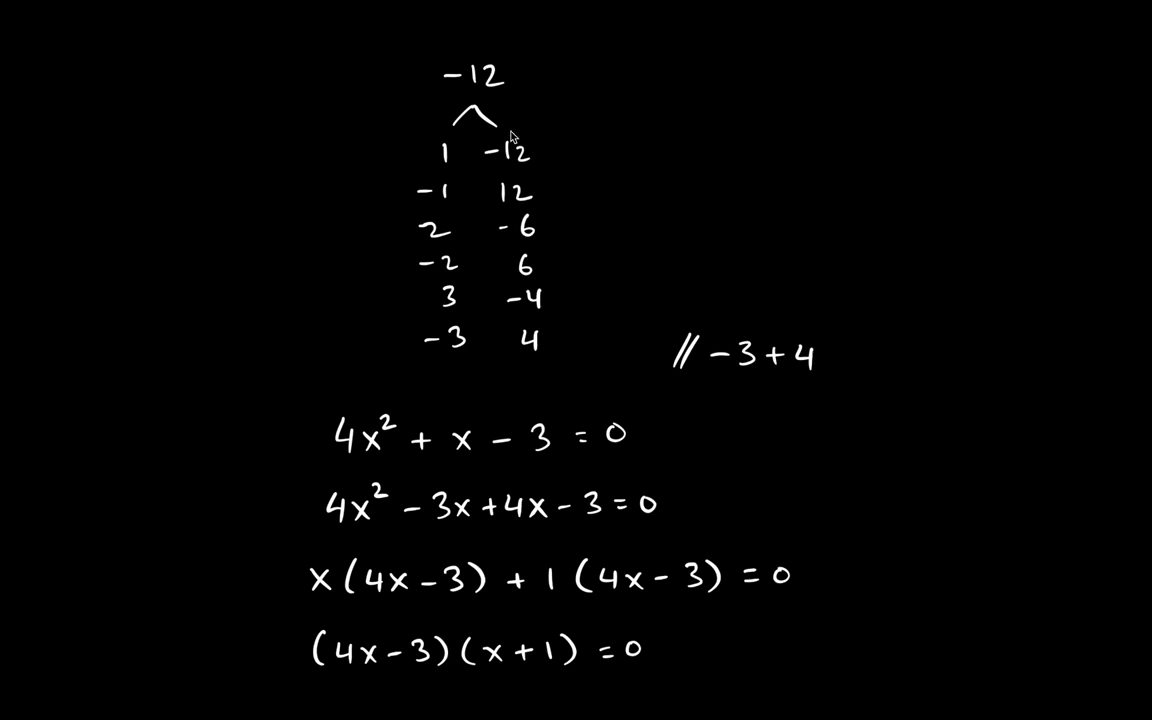 -12
1 -12
-1 12
2 -6
-2 6
3 -4
-3 4
// -3+4
4x² + x - 3 = 0
4x² - 3x + 4x - 3 = 0
x(4x-3) + 1(4x-3) = 0
(4x-3)(x+1) = 0